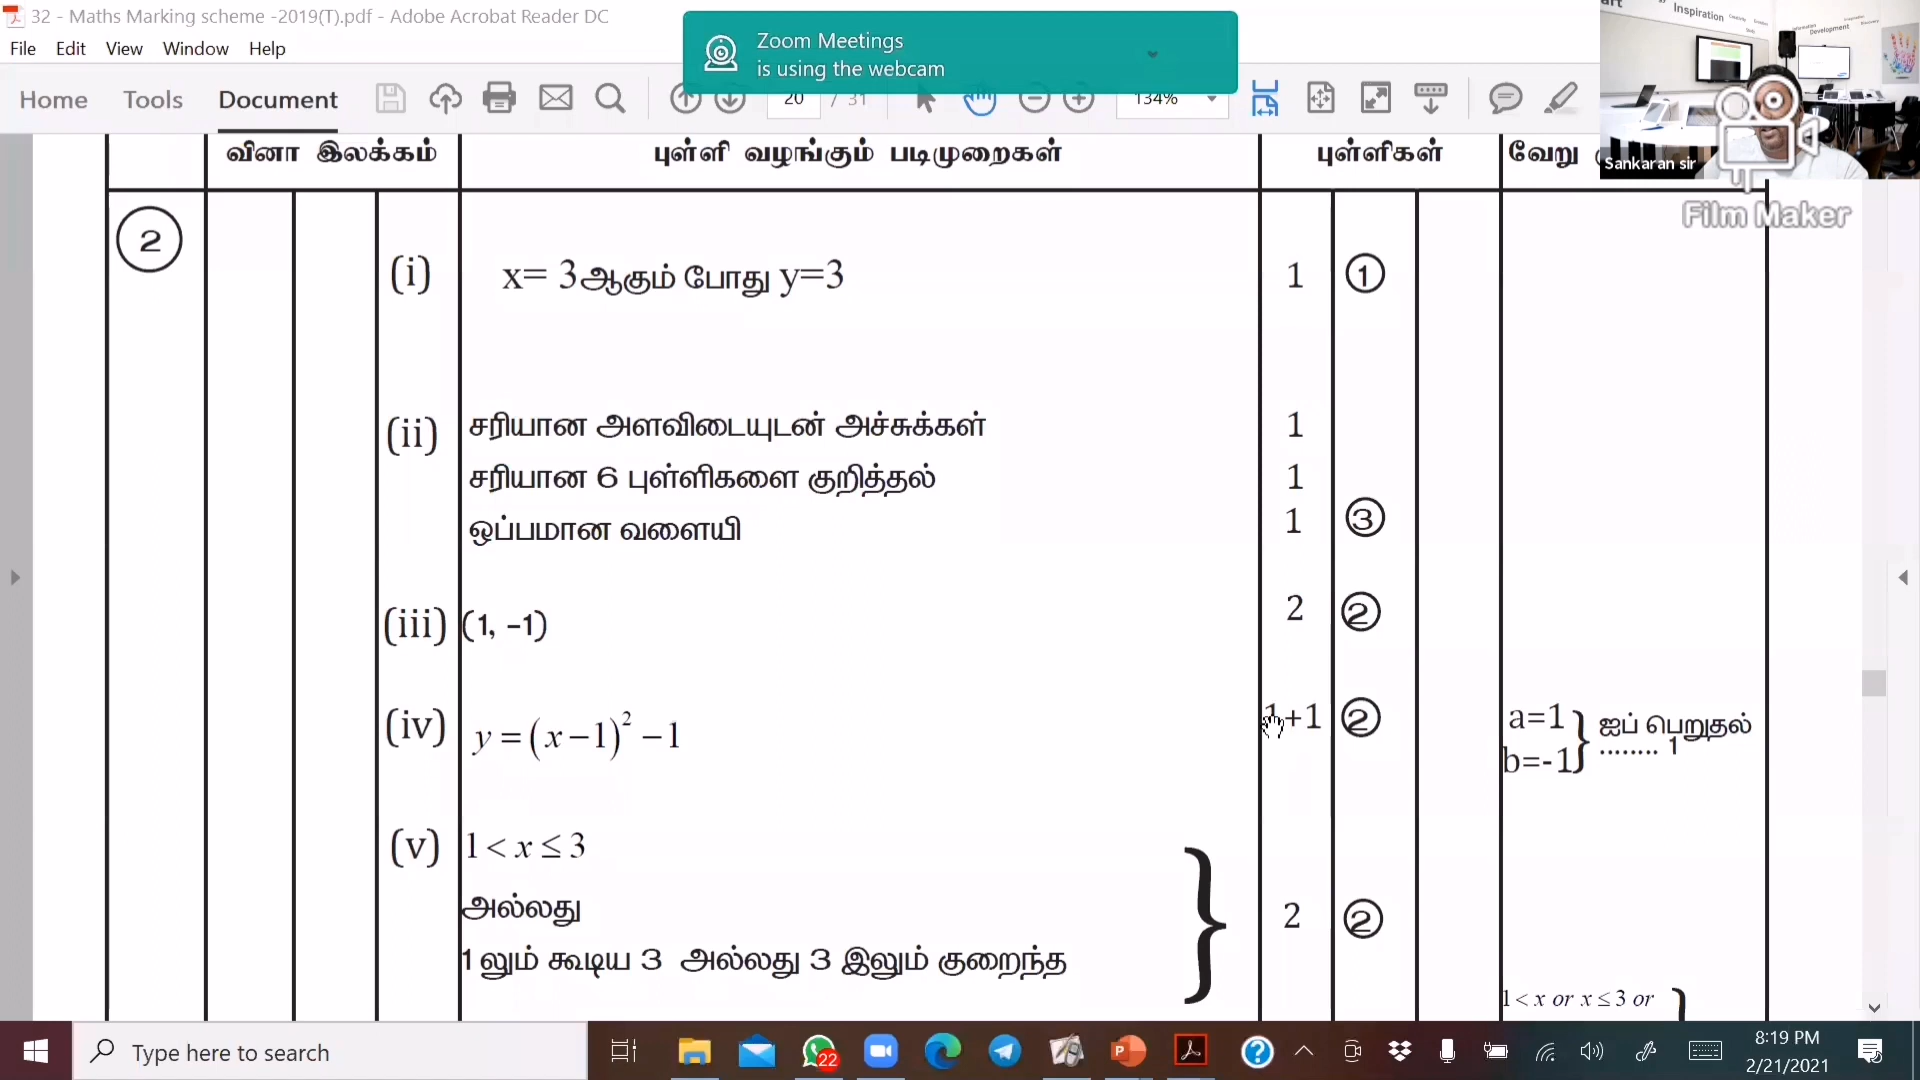 32 - Maths Marking scheme -2019(T).pdf - Adobe Acrobat Reader DC
File Edit View Window Help
Zoom Meetings
is using the webcam
Home Tools Document
20 / 31
134%
Inspiration
Development
Sankaran sir
Film Maker
வினா இலக்கம் புள்ளி வழங்கும் படிமுறைகள் புள்ளிகள் வேறு
2
(i) x= 3ஆகும் போது y=3 1 1
(ii) சரியான அளவிடையுடன் அச்சுக்கள் 1
சரியான 6 புள்ளிகளை குறித்தல் 1
ஒப்பமான வளையி 1 3
(iii) (1, -1) 2 2
(iv) y = (x-1)² -1 1+1 2 a=1 } ஐப் பெறுதல்
b=-1 ........ 1
(v) 1 < x ≤ 3
அல்லது 2 2
1லும் கூடிய 3 அல்லது 3 இலும் குறைந்த
1 < x or x ≤ 3 or
Type here to search
22
8:19 PM
2/21/2021